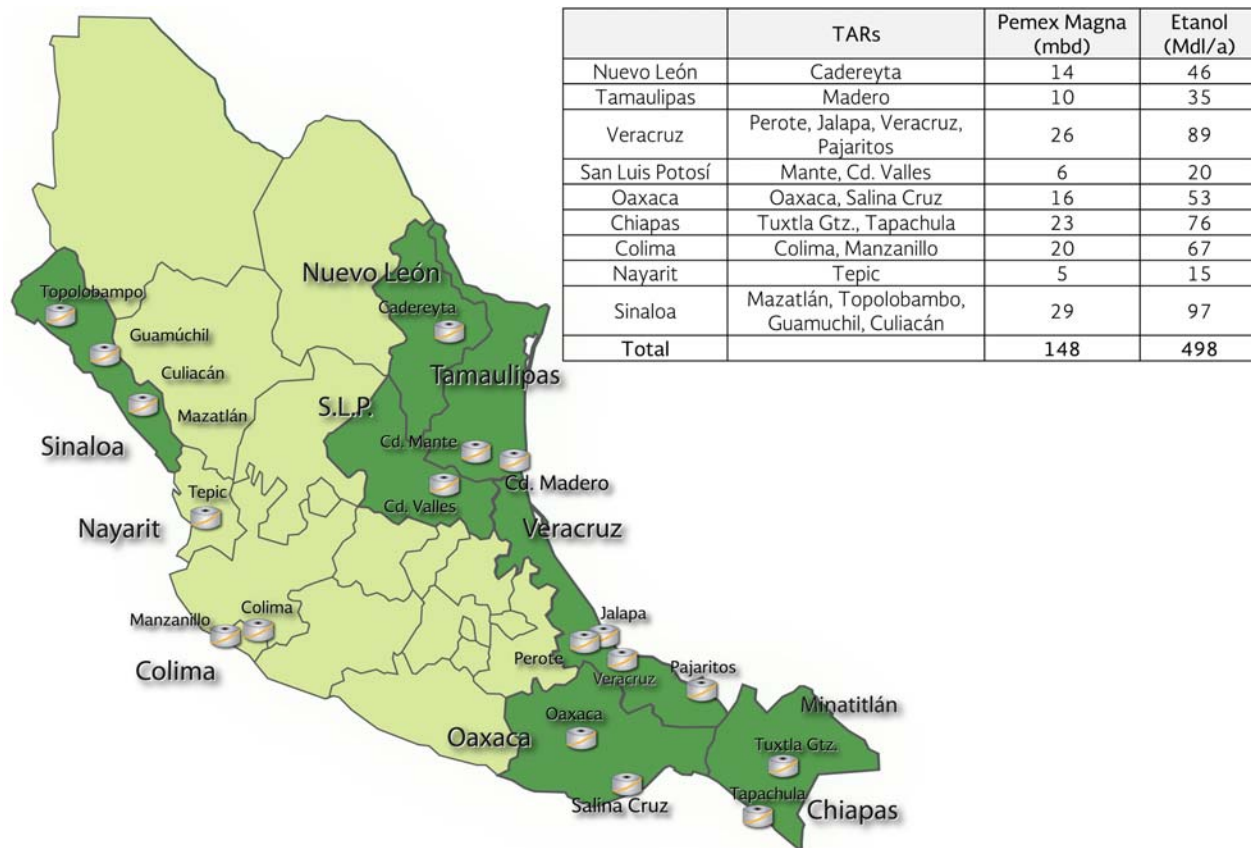 TARs Pemex Magna (mbd) Etanol (Mdl/a)
Nuevo León Cadereyta 14 46
Tamaulipas Madero 10 35
Veracruz Perote, Jalapa, Veracruz, Pajaritos 26 89
San Luis Potosí Mante, Cd. Valles 6 20
Oaxaca Oaxaca, Salina Cruz 16 53
Chiapas Tuxtla Gtz., Tapachula 23 76
Colima Colima, Manzanillo 20 67
Nayarit Tepic 5 15
Sinaloa Mazatlán, Topolobambo, Guamuchil, Culiacán 29 97
Total 148 498
Nuevo León
Topolobampo
Cadereyta
Guamúchil
Culiacán
Tamaulipas
Mazatlán
S.L.P.
Sinaloa
Cd. Mante
Cd. Madero
Tepic
Cd. Valles
Nayarit
Veracruz
Colima
Manzanillo
Jalapa
Colima
Perote
Veracruz
Pajaritos
Minatitlán
Oaxaca
Oaxaca
Tuxtla Gtz.
Salina Cruz
Tapachula
Chiapas